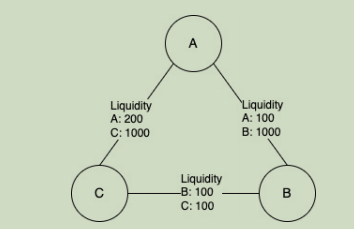 A
Liquidity
A: 200
C: 1000
Liquidity
A: 100
B: 1000
C
Liquidity
B: 100
C: 100
B